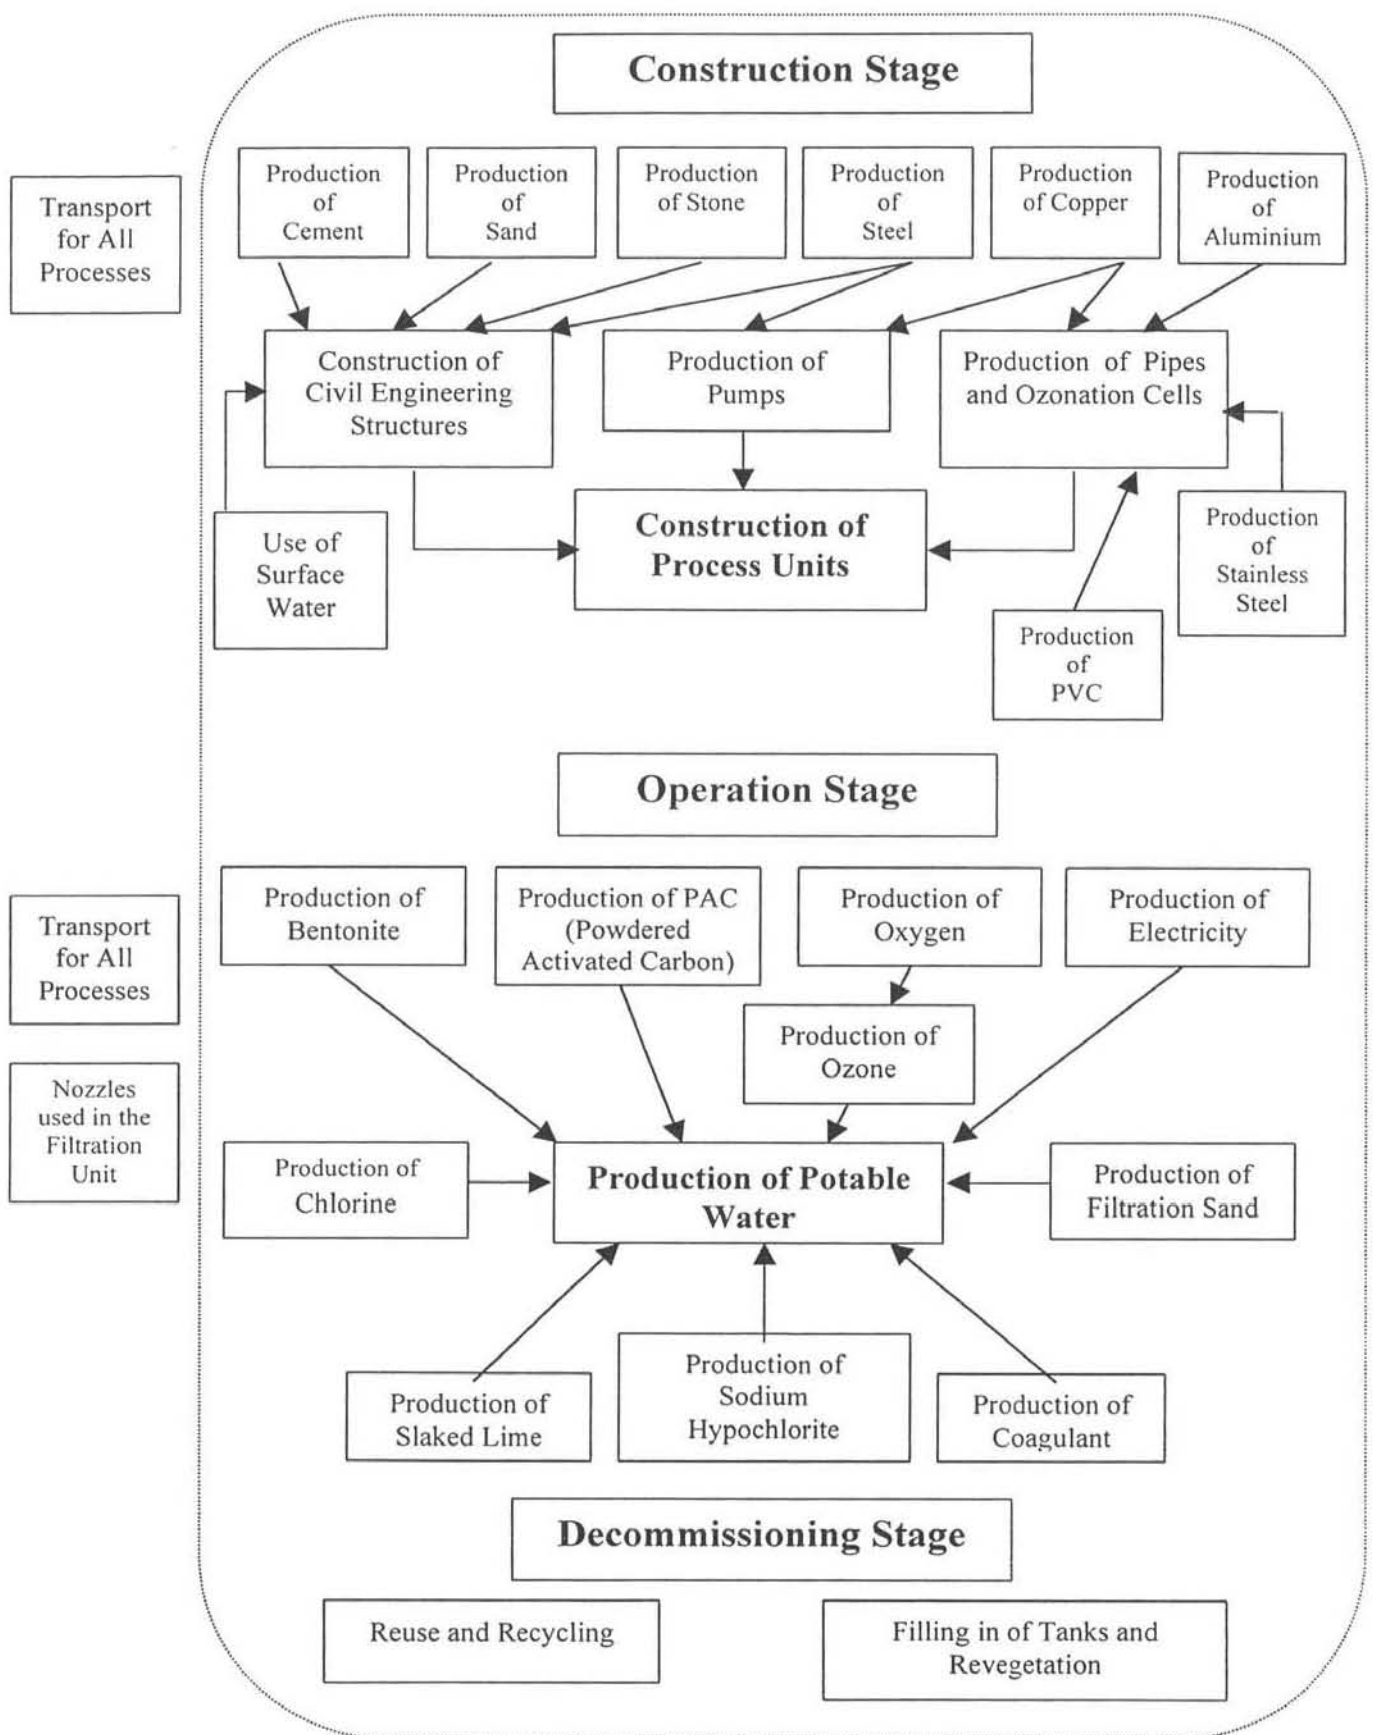 Construction Stage
Transport
for All
Processes
Production
of
Cement
Production
of
Sand
Production
of Stone
Production
of
Steel
Production
of Copper
Production
of
Aluminium
Construction of
Civil Engineering
Structures
Production of
Pumps
Production of Pipes
and Ozonation Cells
Use of
Surface
Water
Construction of
Process Units
Production
of
Stainless
Steel
Production
of
PVC
Operation Stage
Transport
for All
Processes
Production of
Bentonite
Production of PAC
(Powdered
Activated Carbon)
Production of
Oxygen
Production of
Electricity
Production of
Ozone
Nozzles
used in the
Filtration
Unit
Production of
Chlorine
Production of Potable
Water
Production of
Filtration Sand
Production of
Slaked Lime
Production of
Sodium
Hypochlorite
Production of
Coagulant
Decommissioning Stage
Reuse and Recycling
Filling in of Tanks and
Revegetation